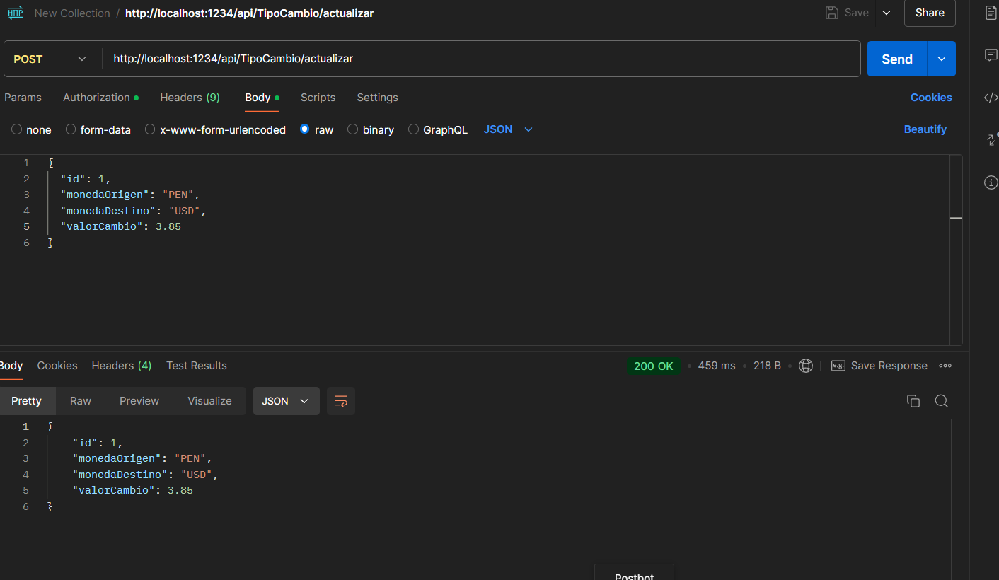 HTTP New Collection / http://localhost:1234/api/TipoCambio/actualizar Save Share
POST http://localhost:1234/api/TipoCambio/actualizar Send
Params Authorization Headers (9) Body Scripts Settings Cookies
none form-data x-www-form-urlencoded raw binary GraphQL JSON Beautify
1 {
2 "id": 1,
3 "monedaOrigen": "PEN",
4 "monedaDestino": "USD",
5 "valorCambio": 3.85
6 }
Body Cookies Headers (4) Test Results 200 OK 459 ms 218 B e.g. Save Response
Pretty Raw Preview Visualize JSON
1 {
2 "id": 1,
3 "monedaOrigen": "PEN",
4 "monedaDestino": "USD",
5 "valorCambio": 3.85
6 }
Postbot